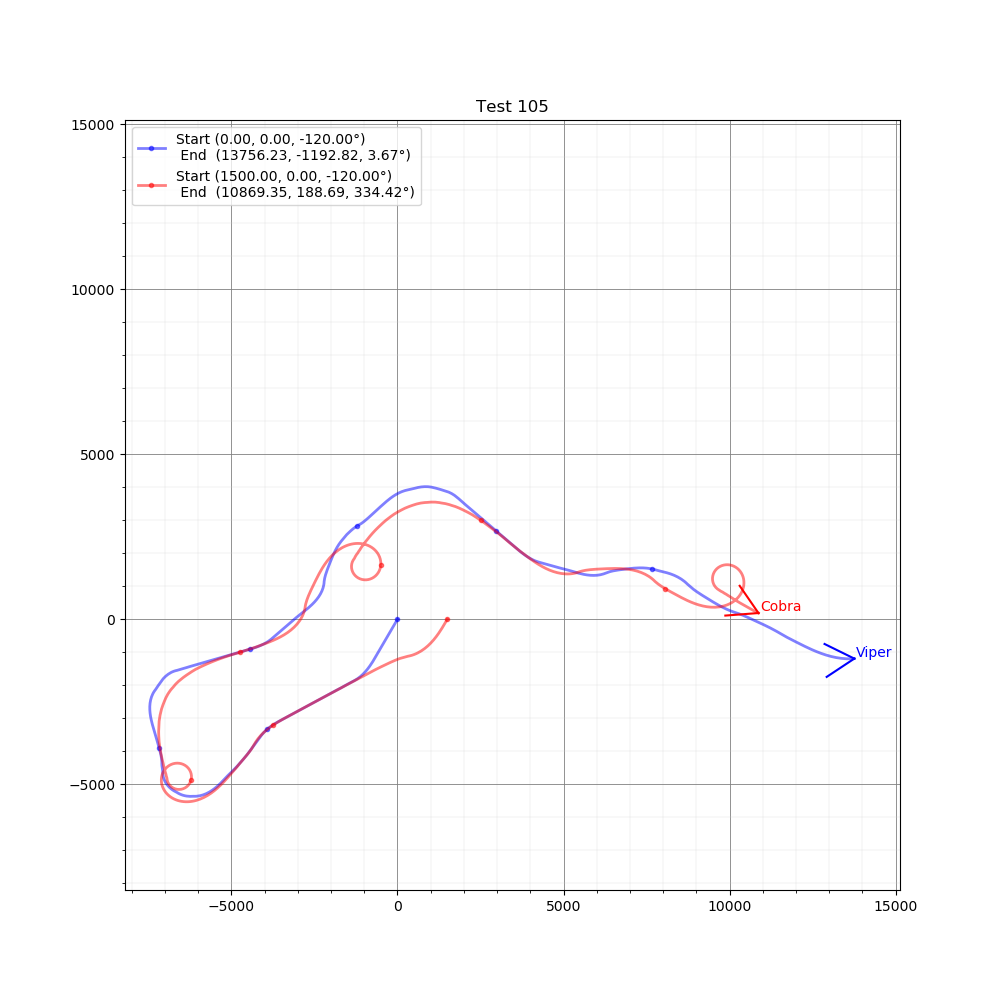 Test 105
Start (0.00, 0.00, -120.00°)
End  (13756.23, -1192.82, 3.67°)
Start (1500.00, 0.00, -120.00°)
End  (10869.35, 188.69, 334.42°)
15000
10000
5000
0
−5000
Cobra
Viper
−5000
0
5000
10000
15000